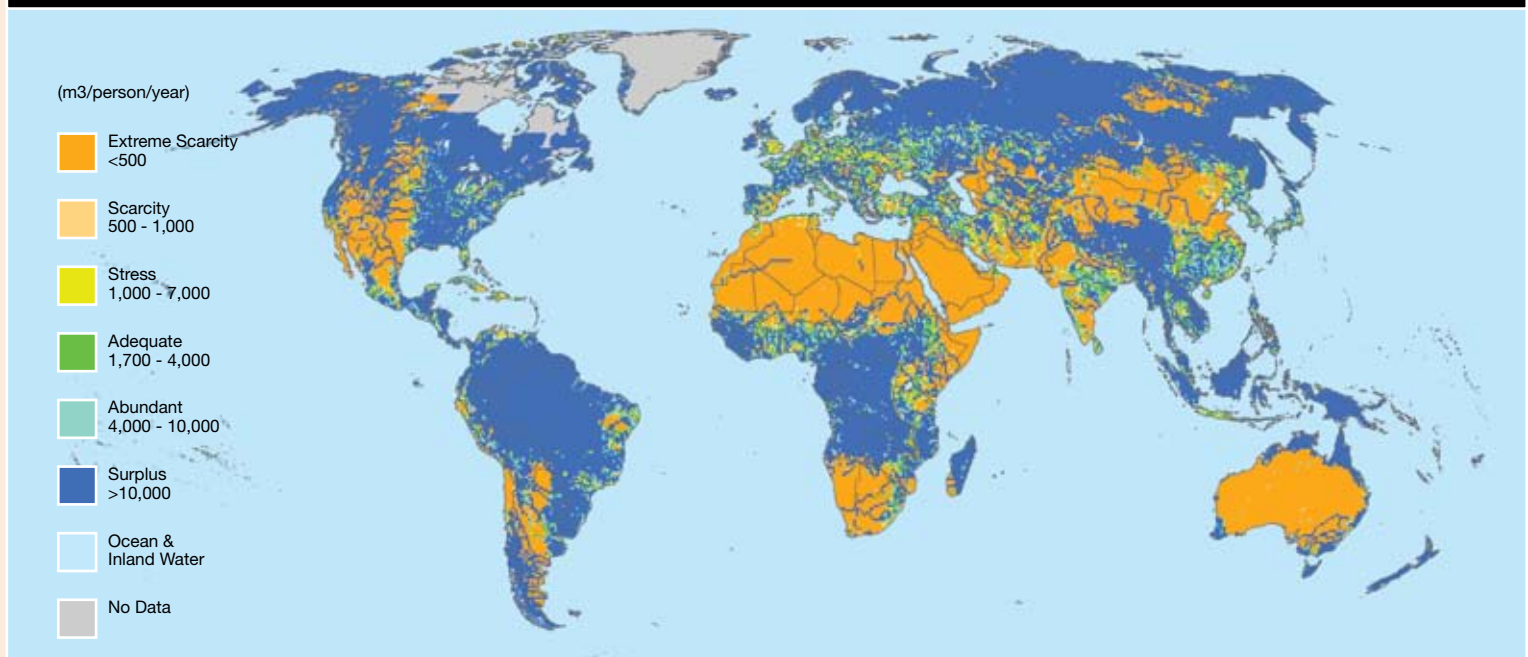 (m3/person/year)
Extreme Scarcity
<500
Scarcity
500 - 1,000
Stress
1,000 - 7,000
Adequate
1,700 - 4,000
Abundant
4,000 - 10,000
Surplus
>10,000
Ocean &
Inland Water
No Data